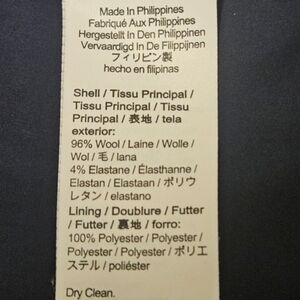 Made In Philippines
Fabriqué Aux Philippines
Hergestellt In Den Philippinen
Vervaardigd In De Filippijnen
フィリピン製
hecho en filipinas
Shell / Tissu Principal /
Tissu Principal / Tissu
Principal / 表地 / tela
exterior:
96% Wool / Laine / Wolle /
Wol / 毛 / lana
4% Elastane / Élasthanne /
Elastan / Elastaan / ポリウ
レタン / elastano
Lining / Doublure / Futter
/ Futter / 裏地 / forro:
100% Polyester / Polyester /
Polyester / Polyester / ポリエ
ステル / poliéster
Dry Clean.